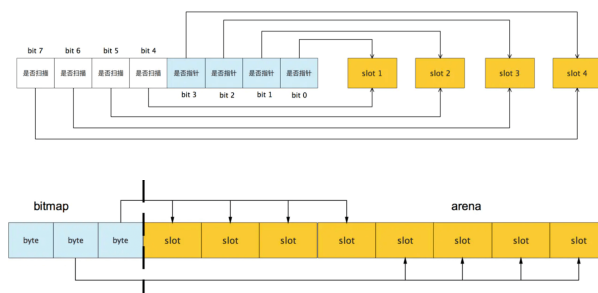 bit 7 bit 6 bit 5 bit 4
是否扫描 是否扫描 是否扫描 是否扫描 是否指针 是否指针 是否指针 是否指针 slot 1 slot 2 slot 3 slot 4
bit 3 bit 2 bit 1 bit 0
bitmap arena
byte byte byte slot slot slot slot slot slot slot slot